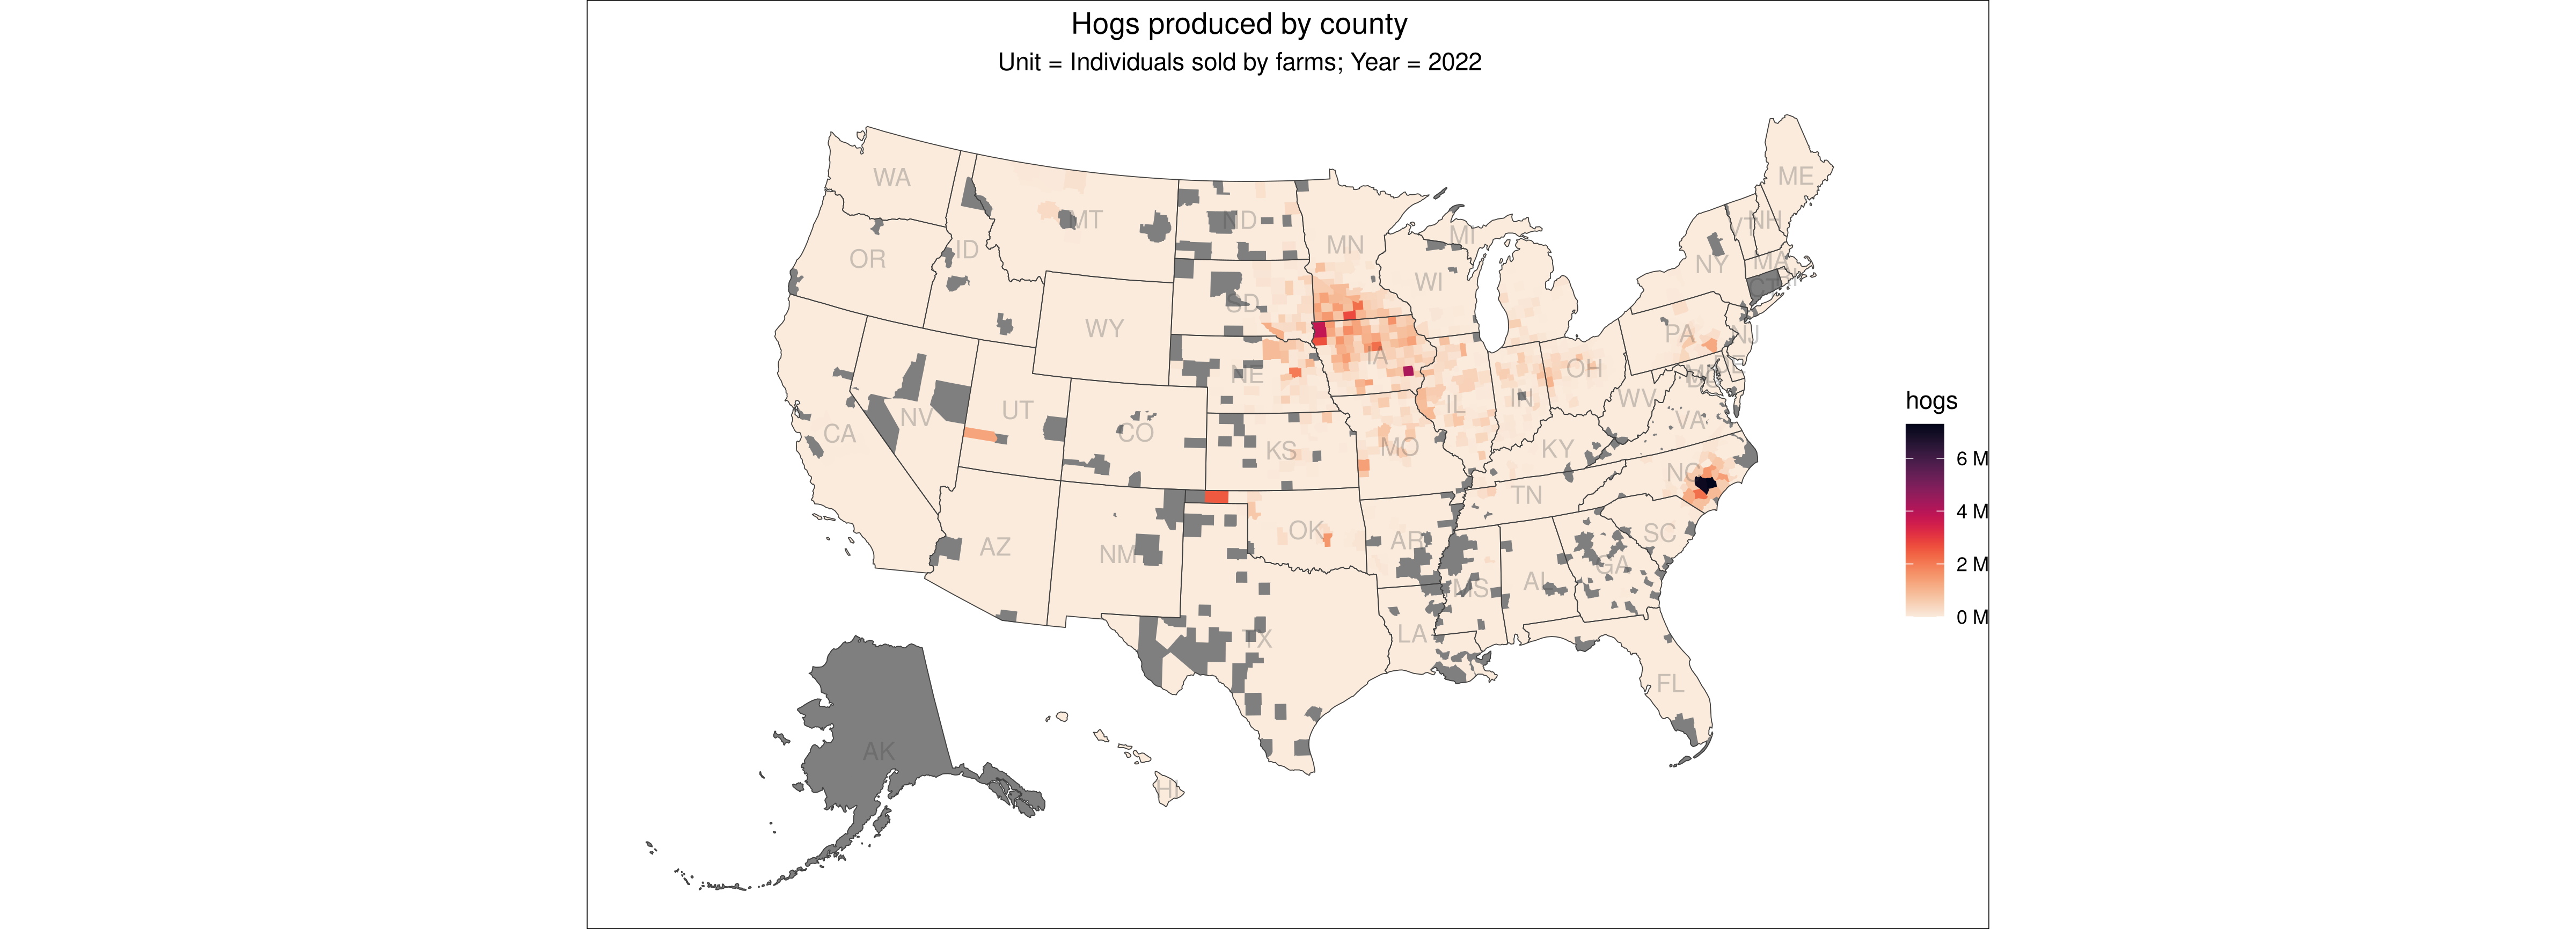 Hogs produced by county
Unit = Individuals sold by farms; Year = 2022
WA
ME
MT
ND
VT
NH
OR
ID
MN
MI
NY
MA
WI
CT
RI
SD
WY
PA
NJ
IA
OH
DE
NE
MD
DC
UT
NV
IL
IN
WV
VA
CA
CO
KS
MO
KY
NC
TN
OK
SC
AZ
NM
AR
GA
MS
AL
TX
LA
FL
AK
HI
hogs
6 M
4 M
2 M
0 M